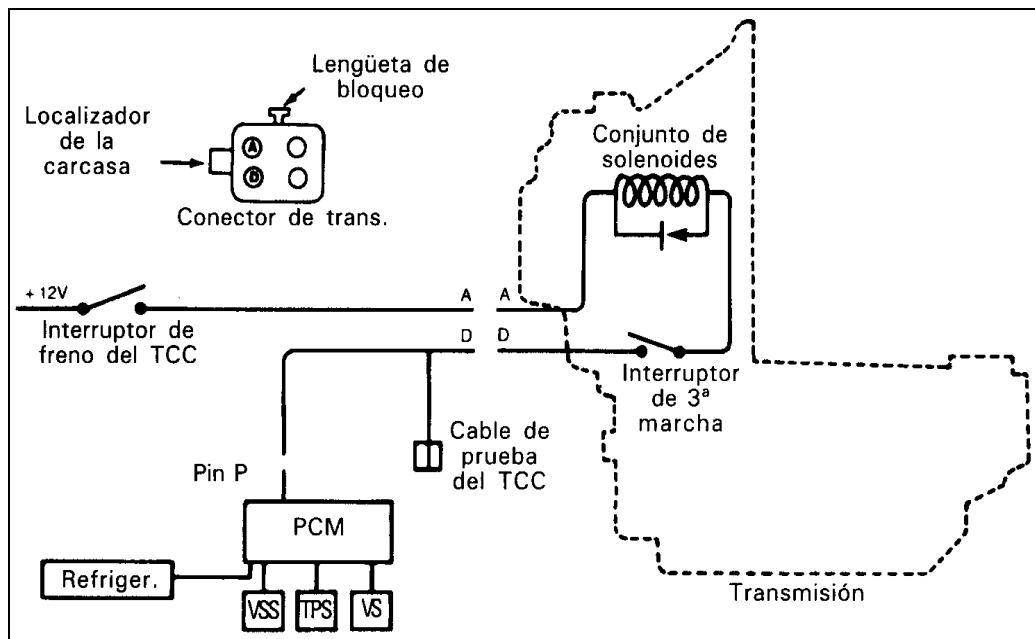 Lengüeta de
bloqueo
Localizador
de la
carcasa
A
D
Conector de trans.
Conjunto de
solenoides
+ 12V
A A
Interruptor de
freno del TCC
D D
Interruptor
de 3ª
marcha
Cable de
prueba
del TCC
Pin P
PCM
Refriger.
VSS TPS VS
Transmisión